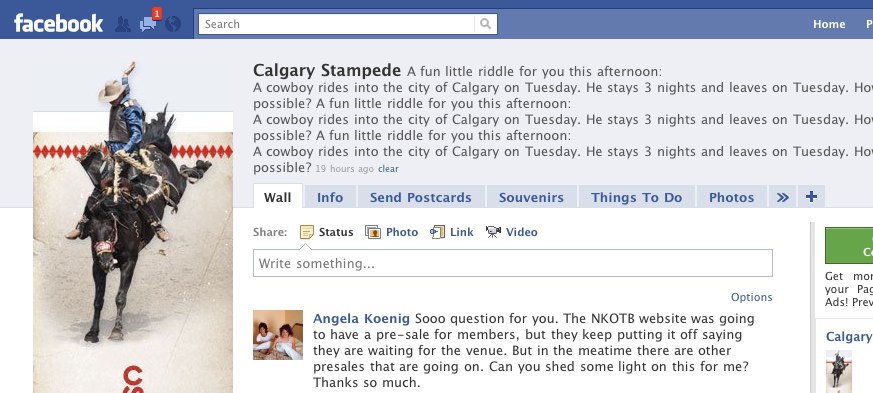 facebook
1
Search
Home
Calgary Stampede A fun little riddle for you this afternoon:
A cowboy rides into the city of Calgary on Tuesday. He stays 3 nights and leaves on Tuesday.
possible? A fun little riddle for you this afternoon:
A cowboy rides into the city of Calgary on Tuesday. He stays 3 nights and leaves on Tuesday.
possible? A fun little riddle for you this afternoon:
A cowboy rides into the city of Calgary on Tuesday. He stays 3 nights and leaves on Tuesday.
possible? 19 hours ago clear
Wall Info Send Postcards Souvenirs Things To Do Photos » +
Share: Status Photo Link Video
Write something...
Options
Angela Koenig Sooo question for you. The NKOTB website was going
to have a pre-sale for members, but they keep putting it off saying
they are waiting for the venue. But in the meatime there are other
presales that are going on. Can you shed some light on this for me?
Thanks so much.
Get
your
Ads!
Calgary